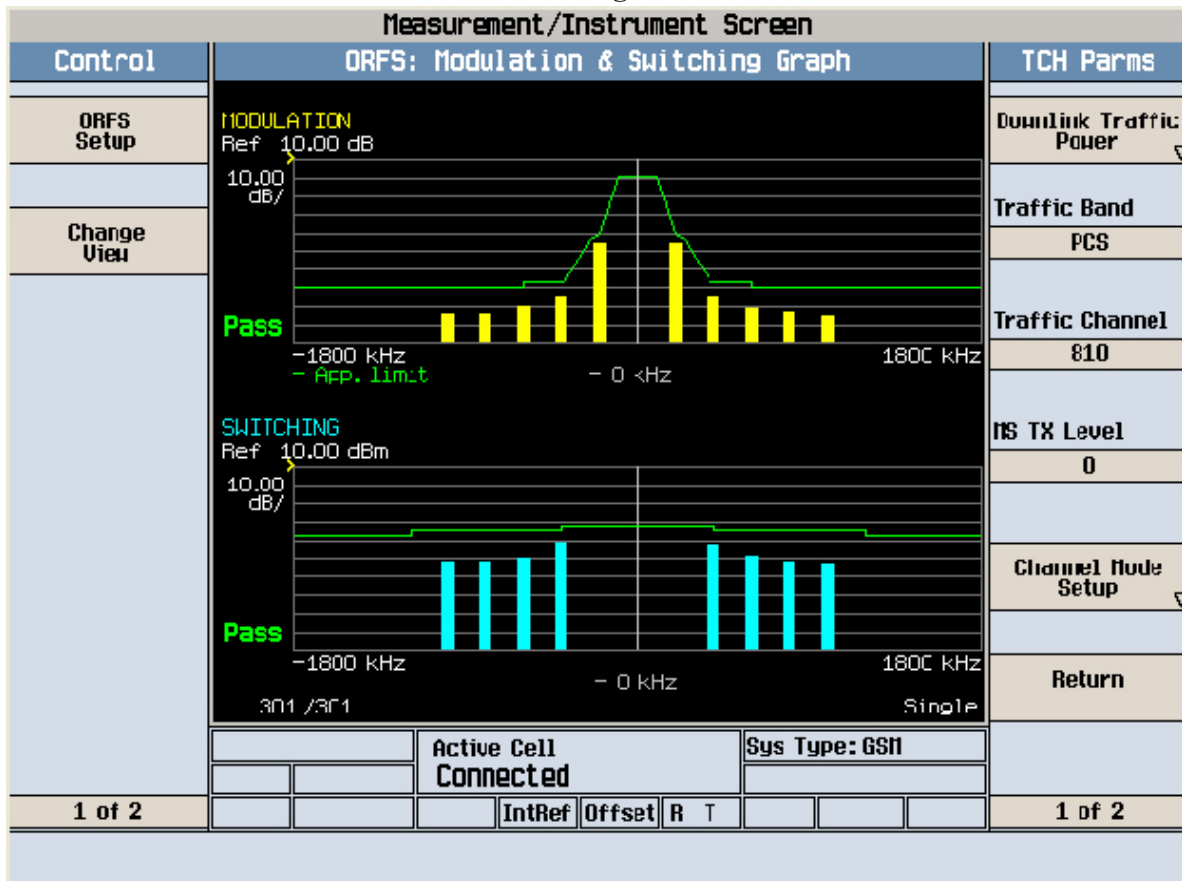 Measurement/Instrument Screen
Control
ORFS: Modulation & Switching Graph
TCH Parms
ORFS
Setup
Change
View
1 of 2
MODULATION
Ref 10.00 dB
10.00
dB/
Pass
-1800 kHz
1800 kHz
- App. limit
- 0 kHz
SWITCHING
Ref 10.00 dBm
10.00
dB/
Pass
-1800 kHz
1800 kHz
- 0 kHz
301 /301
Single
Active Cell
Connected
Sys Type: GSM
IntRef
Offset
R T
Downlink Traffic
Power
Traffic Band
PCS
Traffic Channel
810
MS TX Level
0
Channel Mode
Setup
Return
1 of 2